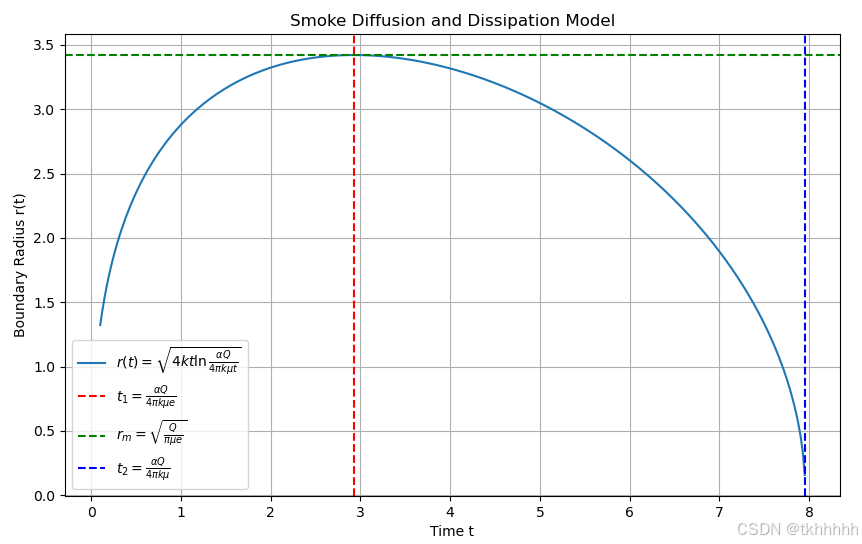 Smoke Diffusion and Dissipation Model
3.5
3.0
2.5
2.0
1.5
1.0
0.5
0.0
Boundary Radius r(t)
r(t) = √(4kt ln αQ/4πkμt)
t₁ = αQ/4πkμe
rₘ = √(Q/πμe)
t₂ = αQ/4πkμ
0 1 2 3 4 5 6 7 8
Time t
CSDN @tkhhhhh